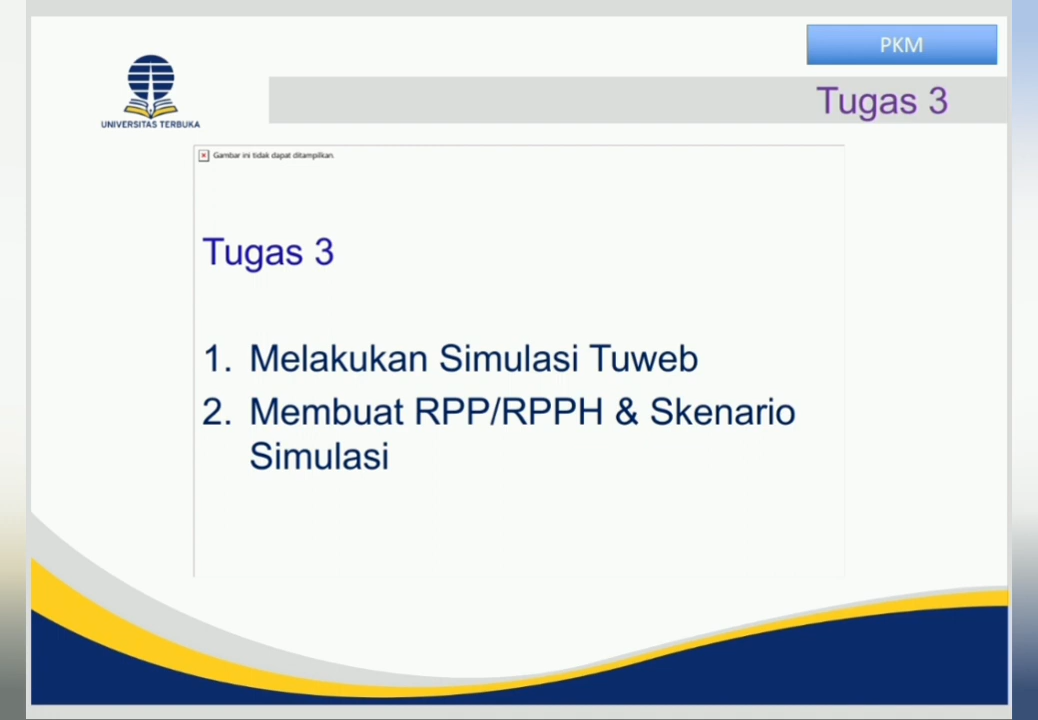 PKM
Tugas 3
UNIVERSITAS TERBUKA
Gambar ini tidak dapat ditampilkan.
Tugas 3
1. Melakukan Simulasi Tuweb
2. Membuat RPP/RPPH & Skenario
Simulasi